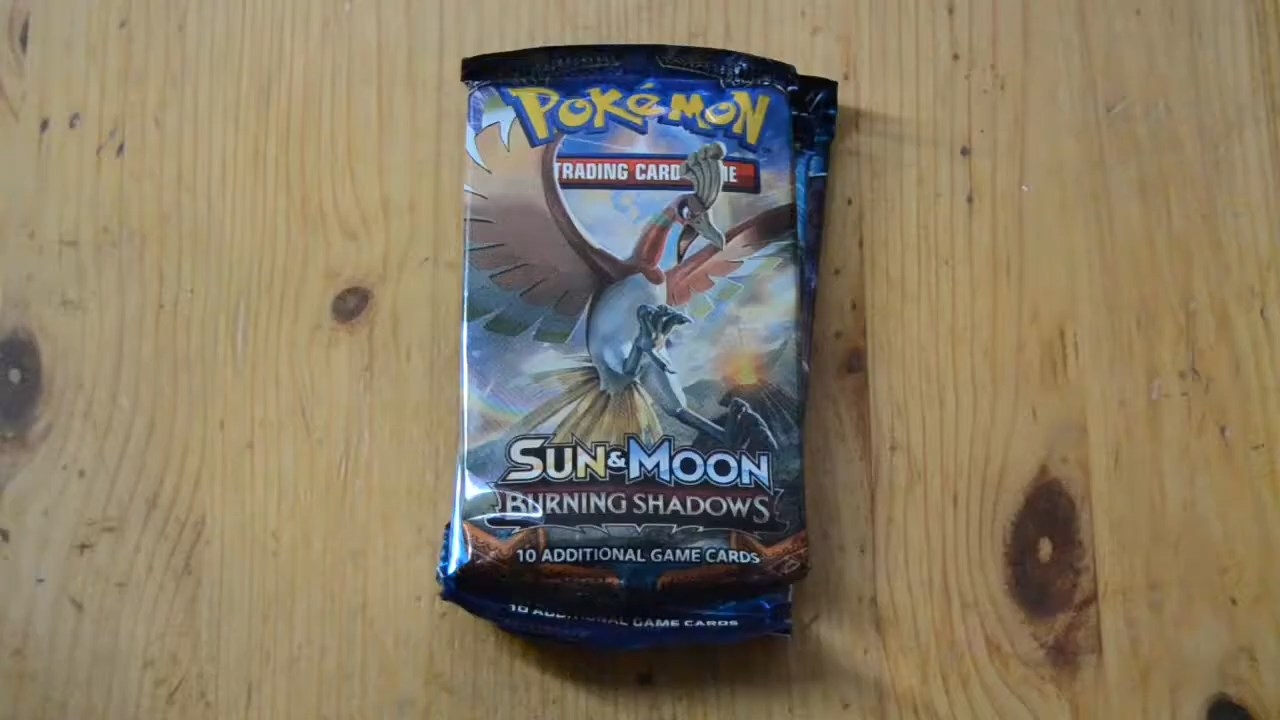 POKéMON
TRADING CARD
SUN & MOON
BURNING SHADOWS
10 ADDITIONAL GAME CARDS
10 ADDITIONAL GAME CARDS